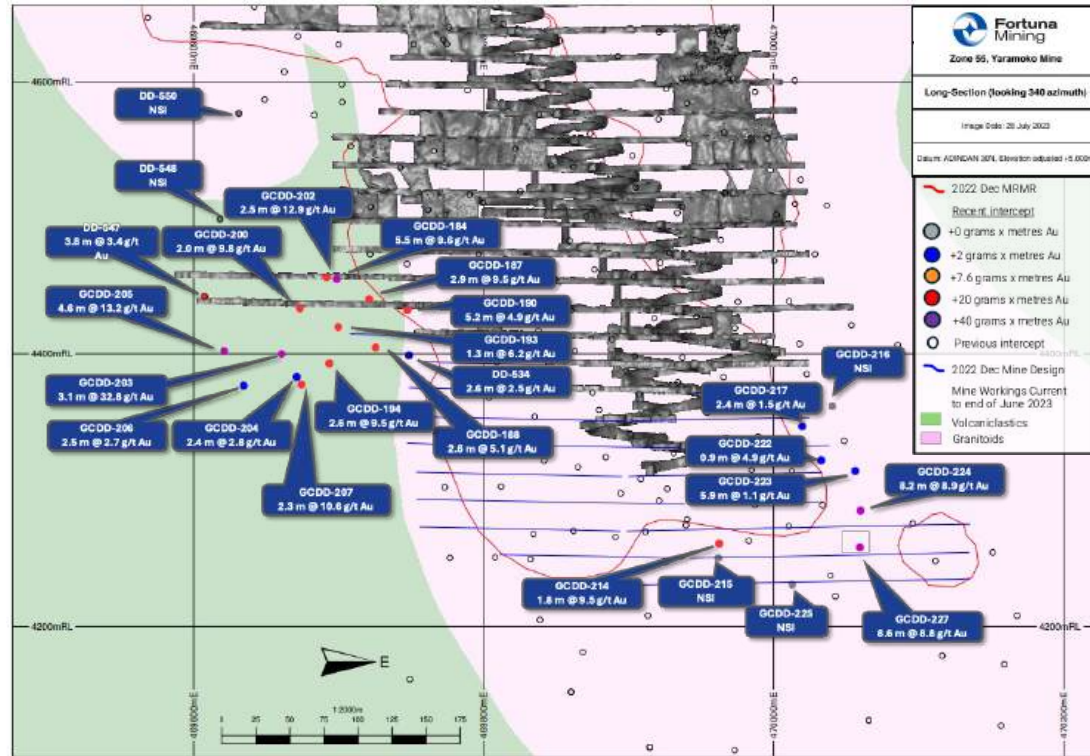 Fortuna
Mining
Zone 55, Yaramoko Mine
Long-Section (looking 340 azimuth)
Image Date: 28 July 2023
2022 Dec MRMR
Recent intercept
+0 grams x metres Au
+2 grams x metres Au
+7.6 grams x metres Au
+20 grams x metres Au
+40 grams x metres Au
Previous intercept
2022 Dec Mine Design
Mine Workings Current
to end of June 2023
Volcaniclastics
Granitoids
4600mRL
4600mRL
4400mRL
4400mRL
4200mRL
4200mRL
470000mE
470000mE
DD-550
NSI
DD-548
NSI
GCDD-202
2.5 m @ 12.9 g/t Au
GCDD-200
2.0 m @ 9.8 g/t Au
GCDD-184
5.5 m @ 9.6 g/t Au
DD-547
3.8 m @ 3.4 g/t
Au
GCDD-187
2.9 m @ 9.5 g/t Au
GCDD-205
4.6 m @ 13.2 g/t Au
GCDD-190
5.2 m @ 4.9 g/t Au
GCDD-193
1.3 m @ 6.2 g/t Au
GCDD-203
3.1 m @ 32.8 g/t Au
DD-534
2.6 m @ 2.5 g/t Au
GCDD-206
2.5 m @ 2.7 g/t Au
GCDD-204
2.4 m @ 2.8 g/t Au
GCDD-194
2.6 m @ 9.5 g/t Au
GCDD-188
2.8 m @ 5.1 g/t Au
GCDD-207
2.3 m @ 10.6 g/t Au
GCDD-216
NSI
GCDD-217
2.4 m @ 1.5 g/t Au
GCDD-222
0.9 m @ 4.9 g/t Au
GCDD-223
5.9 m @ 1.1 g/t Au
GCDD-224
8.2 m @ 8.9 g/t Au
GCDD-214
1.8 m @ 9.5 g/t Au
GCDD-215
NSI
GCDD-225
NSI
GCDD-227
8.6 m @ 8.8 g/t Au
E
1:2000m
0 25 50 75 100 125 150 175